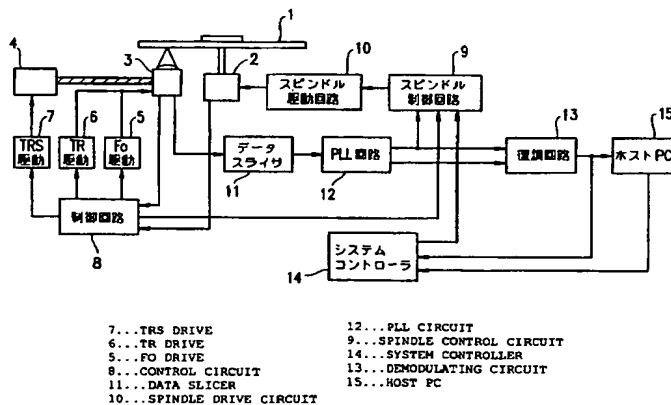 1
4
3
2
10
9
スピンドル
駆動回路
スピンドル
制御回路
7
6
5
TRS
駆動
TR
駆動
Fo
駆動
データ
スライサ
11
PLL 回路
12
13
復調回路
15
ホスト PC
制御回路
8
システム
コントローラ
14
7...TRS DRIVE
6...TR DRIVE
5...FO DRIVE
8...CONTROL CIRCUIT
11...DATA SLICER
10...SPINDLE DRIVE CIRCUIT
12...PLL CIRCUIT
9...SPINDLE CONTROL CIRCUIT
14...SYSTEM CONTROLLER
13...DEMODULATING CIRCUIT
15...HOST PC